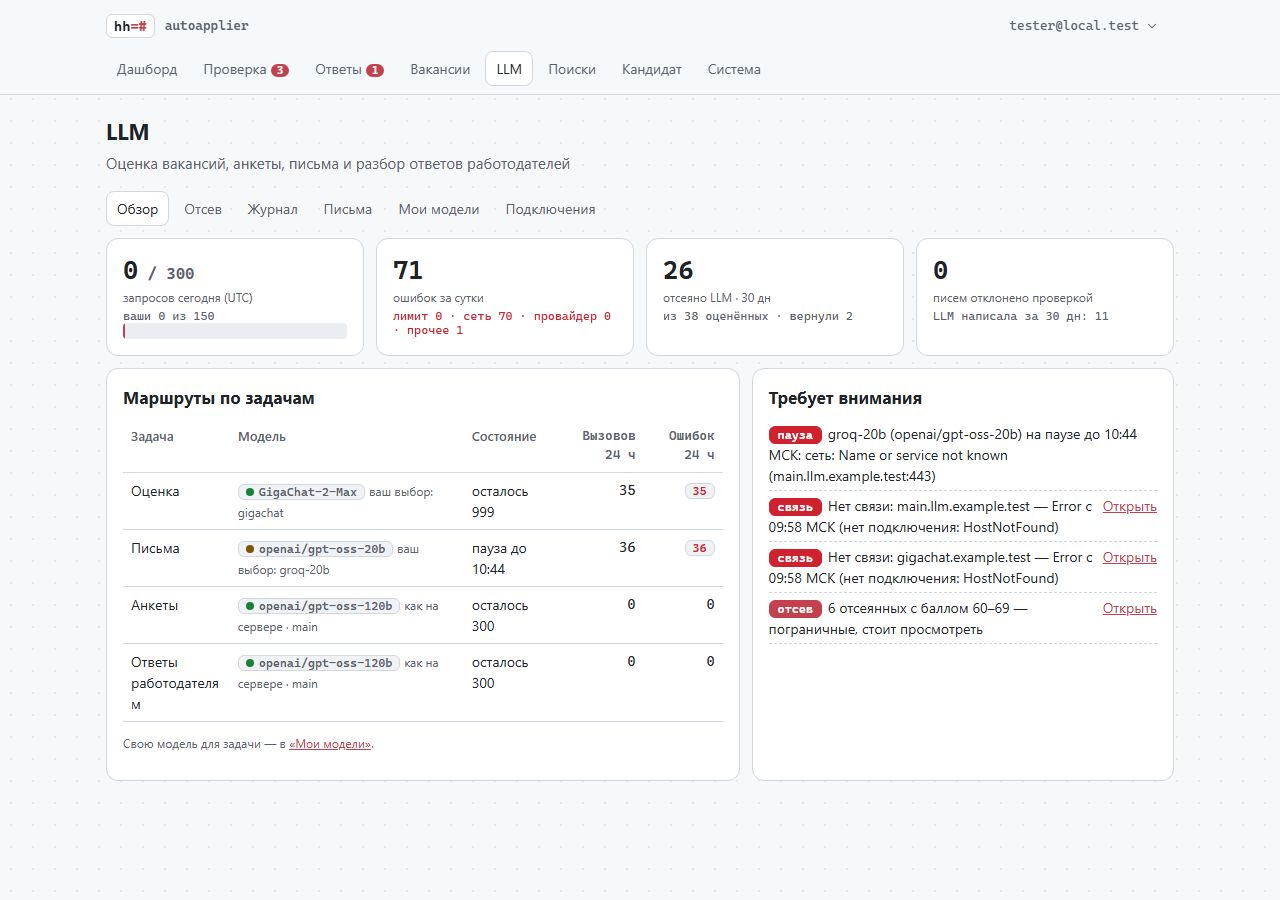 hh=# autoapplier
tester@local.test
Дашборд Проверка 3 Ответы 1 Вакансии LLM Поиски Кандидат Система
LLM
Оценка вакансий, анкеты, письма и разбор ответов работодателей
Обзор Отсев Журнал Письма Мои модели Подключения
0 / 300
запросов сегодня (UTC)
ваши 0 из 150
71
ошибок за сутки
лимит 0 · сеть 70 · провайдер 0
· прочее 1
26
отсеяно LLM · 30 дн
из 38 оценённых · вернули 2
0
писем отклонено проверкой
LLM написала за 30 дн: 11
Маршруты по задачам
Задача Модель Состояние Вызовов 24 ч Ошибок 24 ч
Оценка GigaChat-2-Max ваш выбор: осталось 35 35
gigachat 999
Письма openai/gpt-oss-20b ваш пауза до 36 36
выбор: groq-20b 10:44
Анкеты openai/gpt-oss-120b как на осталось 0 0
сервере · main 300
Ответы openai/gpt-oss-120b как на осталось 0 0
работодателя сервере · main 300
м
Свою модель для задачи — в «Мои модели».
Требует внимания
пауза groq-20b (openai/gpt-oss-20b) на паузе до 10:44
МСК: сеть: Name or service not known
(main.llm.example.test:443)
связь Нет связи: main.llm.example.test — Error с Открыть
09:58 МСК (нет подключения: HostNotFound)
связь Нет связи: gigachat.example.test — Error с Открыть
09:58 МСК (нет подключения: HostNotFound)
отсев 6 отсеянных с баллом 60–69 — Открыть
пограничные, стоит просмотреть